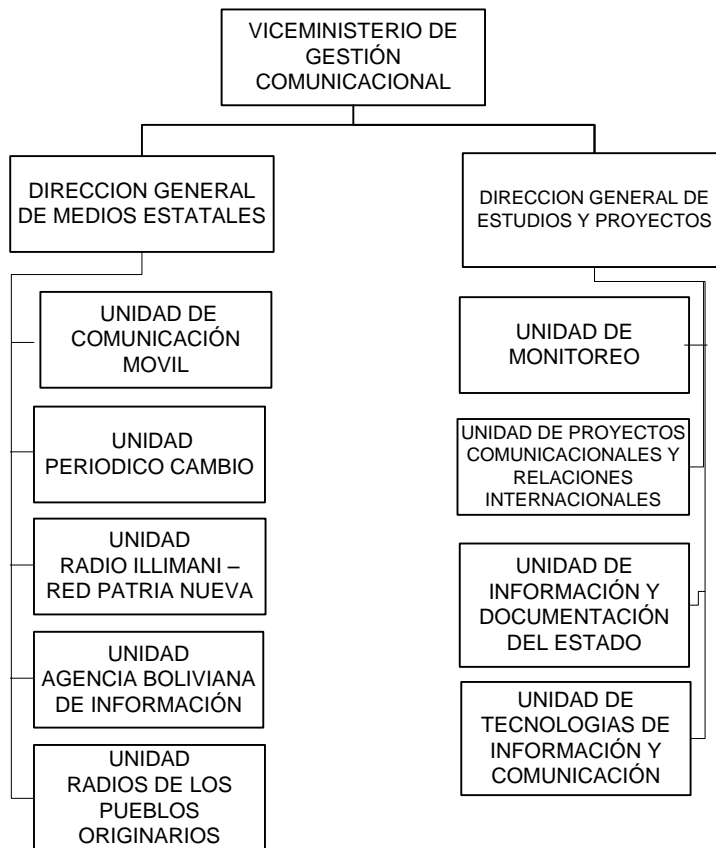 VICEMINISTERIO DE
GESTIÓN
COMUNICACIONAL
DIRECCION GENERAL
DE MEDIOS ESTATALES
UNIDAD DE
COMUNICACIÓN
MOVIL
UNIDAD
PERIODICO CAMBIO
UNIDAD
RADIO ILLIMANI –
RED PATRIA NUEVA
UNIDAD
AGENCIA BOLIVIANA
DE INFORMACIÓN
UNIDAD
RADIOS DE LOS
PUEBLOS
ORIGINARIOS
DIRECCION GENERAL DE
ESTUDIOS Y PROYECTOS
UNIDAD DE
MONITOREO
UNIDAD DE PROYECTOS
COMUNICACIONALES Y
RELACIONES
INTERNACIONALES
UNIDAD DE
INFORMACIÓN Y
DOCUMENTACIÓN
DEL ESTADO
UNIDAD DE
TECNOLOGIAS DE
INFORMACIÓN Y
COMUNICACIÓN